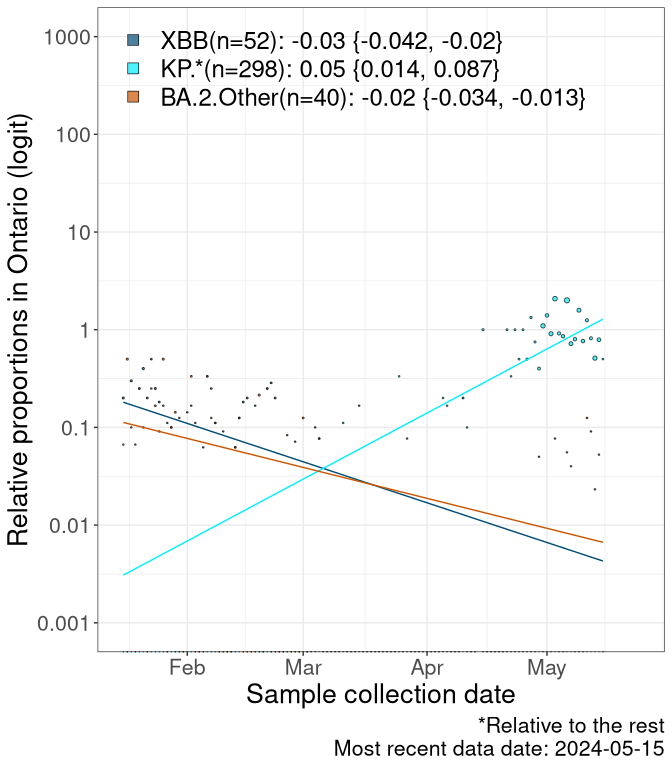 XBB(n=52): -0.03 {-0.042, -0.02}
KP.*(n=298): 0.05 {0.014, 0.087}
BA.2.Other(n=40): -0.02 {-0.034, -0.013}
Relative proportions in Ontario (logit)
1000
100
10
1
0.1
0.01
0.001
Feb Mar Apr May
Sample collection date
*Relative to the rest
Most recent data date: 2024-05-15